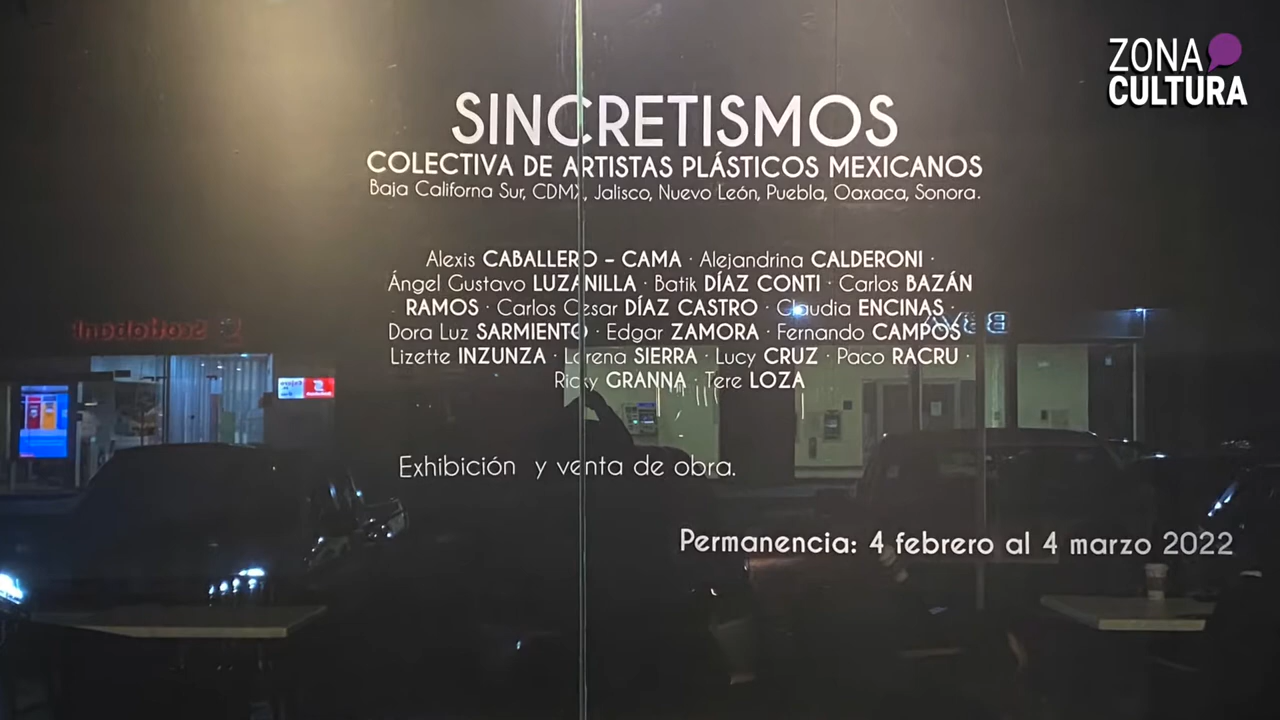 ZONA
CULTURA
SINCRETISMOS
COLECTIVA DE ARTISTAS PLÁSTICOS MEXICANOS
Baja Californa Sur, CDMX, Jalisco, Nuevo León, Puebla, Oaxaca, Sonora.
Alexis CABALLERO – CAMA · Alejandrina CALDERONI ·
Ángel Gustavo LUZANILLA · Batik DÍAZ CONTI · Carlos BAZÁN
RAMOS · Carlos Cesar DÍAZ CASTRO · Claudia ENCINAS ·
Dora Luz SARMIENTO · Edgar ZAMORA · Fernando CAMPOS
Lizette INZUNZA · Lorena SIERRA · Lucy CRUZ · Paco RACRU ·
Ricky GRANNA · Tere LOZA
Exhibición y venta de obra.
Permanencia: 4 febrero al 4 marzo 2022
Scotiabank
BBVA